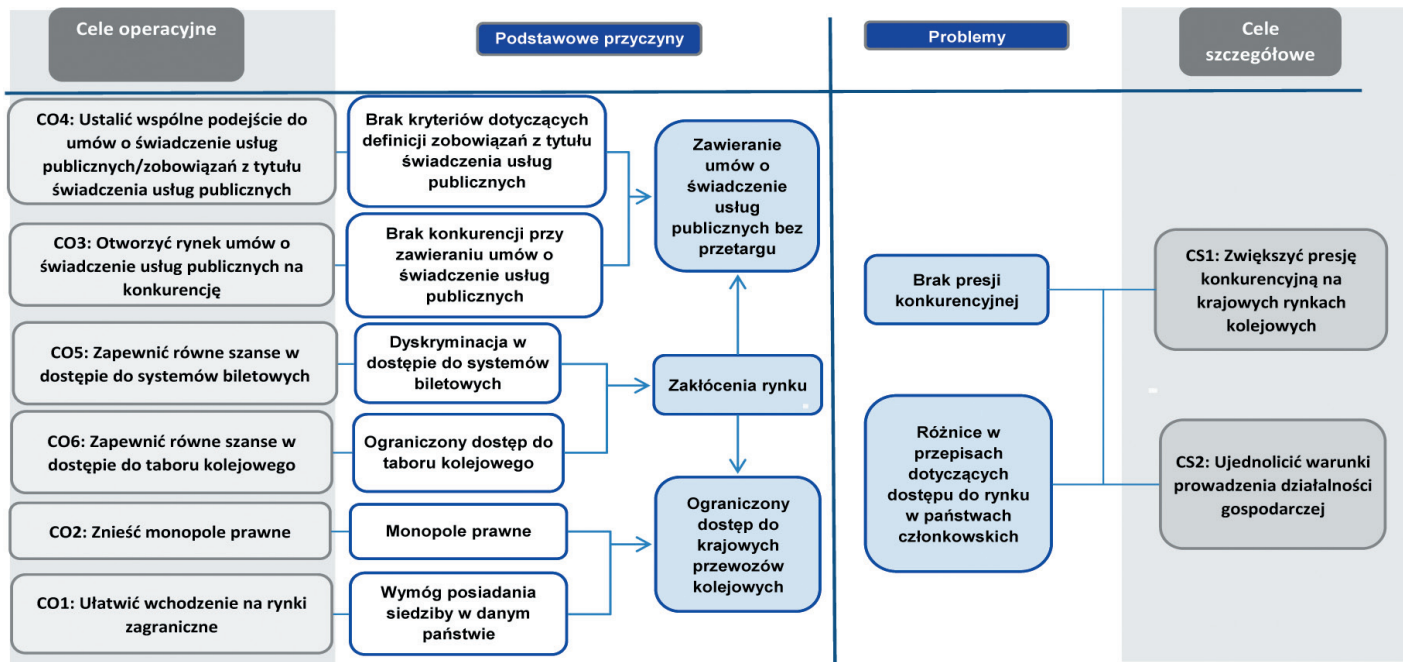 Cele operacyjne
Podstawowe przyczyny
Problemy
Cele
szczegółowe
CO4: Ustalić wspólne podejście do
umów o świadczenie usług
publicznych/zobowiązań z tytułu
świadczenia usług publicznych
Brak kryteriów dotyczących
definicji zobowiązań z tytułu
świadczenia usług
publicznych
Zawieranie
umów o
świadczenie
usług
publicznych bez
przetargu
CO3: Otworzyć rynek umów o
świadczenie usług publicznych na
konkurencję
Brak konkurencji przy
zawieraniu umów o
świadczenie usług
publicznych
Brak presji
konkurencyjnej
CS1: Zwiększyć presję
konkurencyjną na
krajowych rynkach
kolejowych
CO5: Zapewnić równe szanse w
dostępie do systemów biletowych
Dyskryminacja w
dostępie do systemów
biletowych
Zakłócenia rynku
CO6: Zapewnić równe szanse w
dostępie do taboru kolejowego
Ograniczony dostęp do
taboru kolejowego
Różnice w
przepisach
dotyczących
dostępu do rynku
w państwach
członkowskich
CS2: Ujednolicić warunki
prowadzenia działalności
gospodarczej
CO2: Znieść monopole prawne
Monopole prawne
Ograniczony
dostęp do
krajowych
przewozów
kolejowych
CO1: Ułatwić wchodzenie na rynki
zagraniczne
Wymóg posiadania
siedziby w danym
państwie